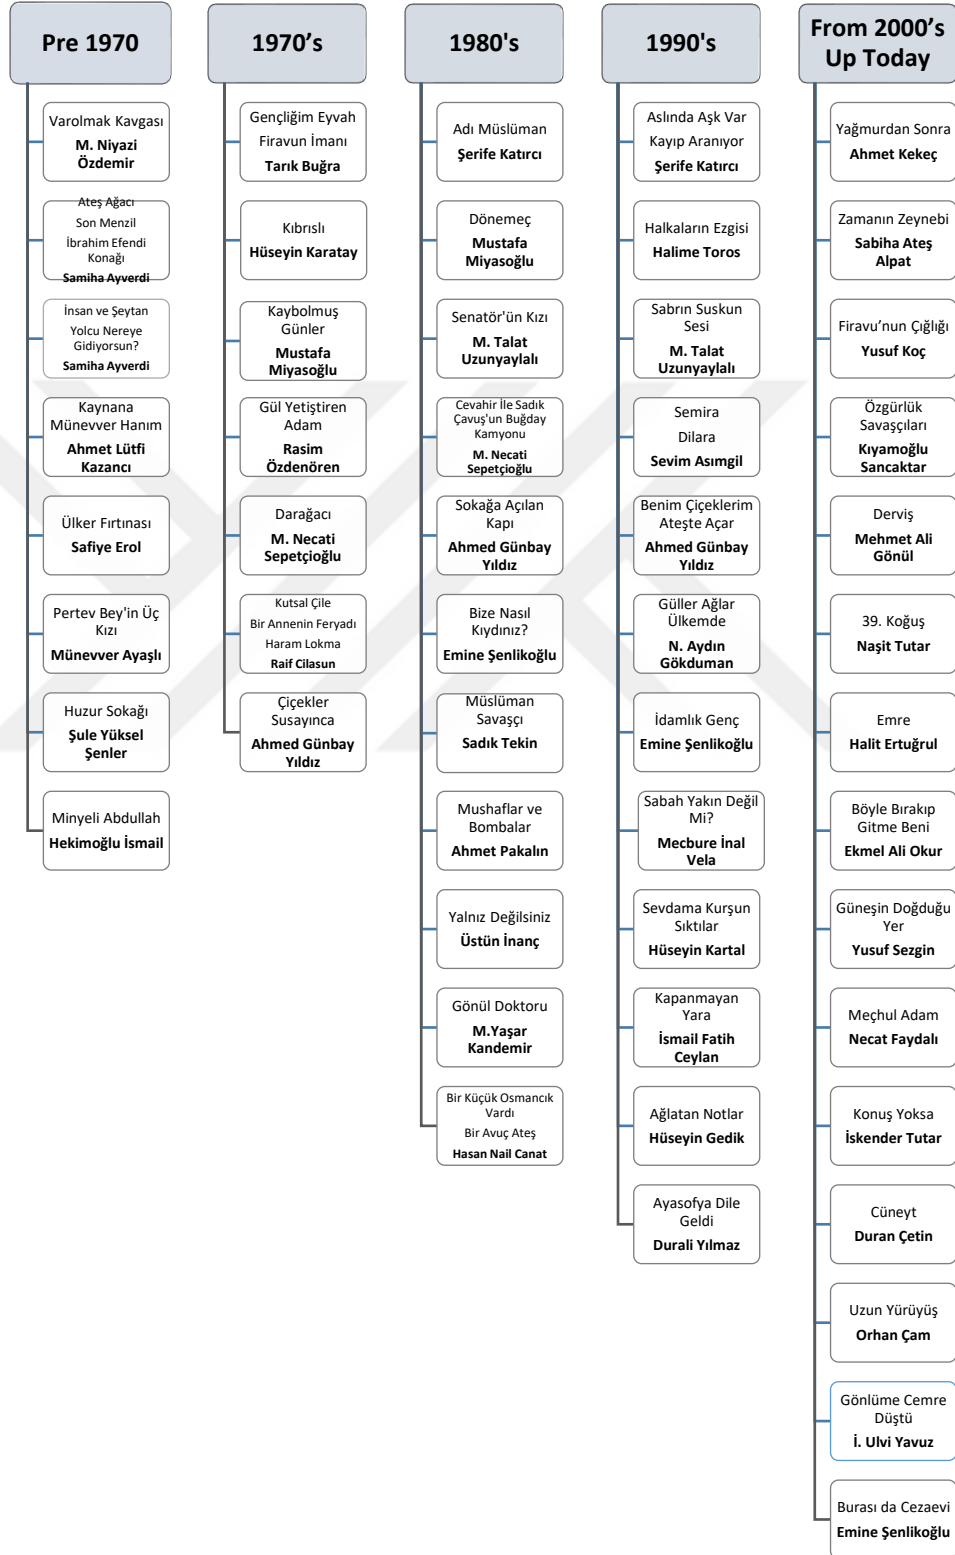 Pre 1970
Varolmak Kavgası
M. Niyazi
Özdemir
Ateş Ağacı
Son Menzil
İbrahim Efendi
Konağı
Samiha Ayverdi
İnsan ve Şeytan
Yolcu Nereye
Gidiyorsun?
Samiha Ayverdi
Kaynana
Münevver Hanım
Ahmet Lütfi
Kazancı
Ülker Fırtınası
Safiye Erol
Pertev Bey'in Üç
Kızı
Münevver Ayaşlı
Huzur Sokağı
Şule Yüksel
Şenler
Minyeli Abdullah
Hekimoğlu İsmail
1970’s
Gençliğim Eyvah
Firavun İmanı
Tarık Buğra
Kıbrıslı
Hüseyin Karatay
Kaybolmuş
Günler
Mustafa
Miyasoğlu
Gül Yetiştiren
Adam
Rasim
Özdenören
Darağacı
M. Necati
Sepetçioğlu
Kutsal Çile
Bir Annenin Feryadı
Haram Lokma
Raif Cilasun
Çiçekler
Susayınca
Ahmed Günbay
Yıldız
1980's
Adı Müslüman
Şerife Katırcı
Dönemeç
Mustafa
Miyasoğlu
Senatör'ün Kızı
M. Talat
Uzunyaylalı
Cevahir İle Sadık
Çavuş'un Buğday
Kamyonu
M. Necati
Sepetçioğlu
Sokağa Açılan
Kapı
Ahmed Günbay
Yıldız
Bize Nasıl
Kıydınız?
Emine Şenlikoğlu
Müslüman
Savaşçı
Sadık Tekin
Mushaflar ve
Bombalar
Ahmet Pakalın
Yalnız Değilsiniz
Üstün İnanç
Gönül Doktoru
M.Yaşar
Kandemir
Bir Küçük Osmancık
Vardı
Bir Avuç Ateş
Hasan Nail Canat
1990's
Aslında Aşk Var
Kayıp Aranıyor
Şerife Katırcı
Halkaların Ezgisi
Halime Toros
Sabrın Suskun
Sesi
M. Talat
Uzunyaylalı
Semira
Dilara
Sevim Asımgil
Benim Çiçeklerim
Ateşte Açar
Ahmed Günbay
Yıldız
Güller Ağlar
Ülkemde
N. Aydın
Gökduman
İdamlık Genç
Emine Şenlikoğlu
Sabah Yakın Değil
Mi?
Mecbure İnal
Vela
Sevdama Kurşun
Sıktılar
Hüseyin Kartal
Kapanmayan
Yara
İsmail Fatih
Ceylan
Ağlatan Notlar
Hüseyin Gedik
Ayasofya Dile
Geldi
Durali Yılmaz
From 2000’s
Up Today
Yağmurdan Sonra
Ahmet Kekeç
Zamanın Zeynebi
Sabiha Ateş
Alpat
Firavu’nun Çığlığı
Yusuf Koç
Özgürlük
Savaşçıları
Kıyamoğlu
Sancaktar
Derviş
Mehmet Ali
Gönül
39. Koğuş
Naşit Tutar
Emre
Halit Ertuğrul
Böyle Bırakıp
Gitme Beni
Ekmel Ali Okur
Güneşin Doğduğu
Yer
Yusuf Sezgin
Meçhul Adam
Necat Faydalı
Konuş Yoksa
İskender Tutar
Cüneyt
Duran Çetin
Uzun Yürüyüş
Orhan Çam
Gönlüme Cemre
Düştü
İ. Ulvi Yavuz
Burası da Cezaevi
Emine Şenlikoğlu